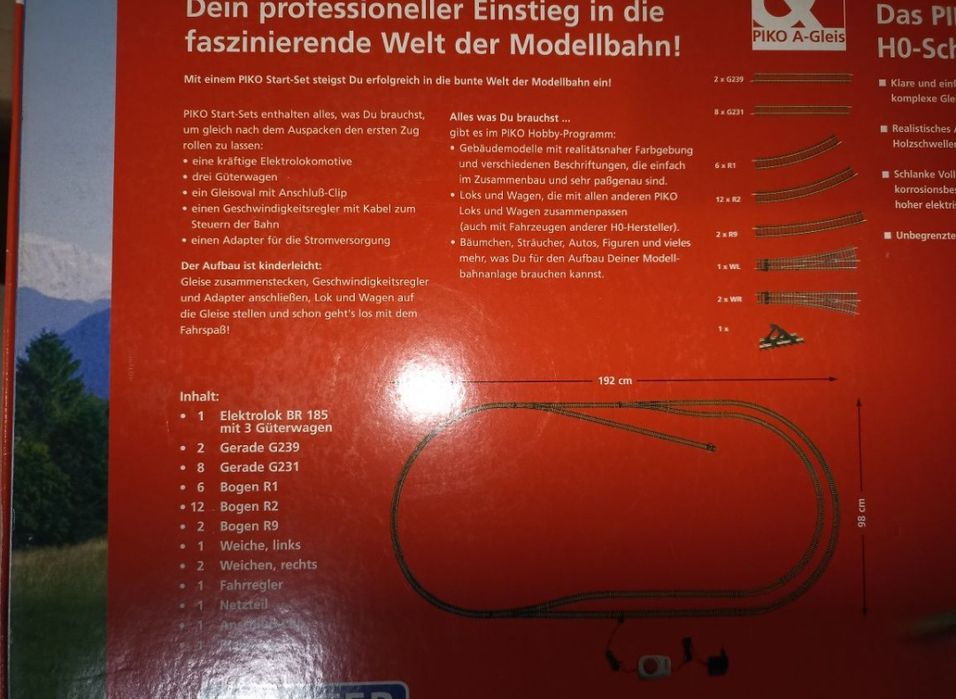 Dein professioneller Einstieg in die
faszinierende Welt der Modellbahn!
Mit einem PIKO Start-Set steigst Du erfolgreich in die bunte Welt der Modellbahn ein!
PIKO Start-Sets enthalten alles, was Du brauchst,
um gleich nach dem Auspacken den ersten Zug
rollen zu lassen:
• eine kräftige Elektrolokomotive
• drei Güterwagen
• ein Gleisoval mit Anschluß-Clip
• einen Geschwindigkeitsregler mit Kabel zum
Steuern der Bahn
• einen Adapter für die Stromversorgung
Der Aufbau ist kinderleicht:
Gleise zusammenstecken, Geschwindigkeitsregler
und Adapter anschließen, Lok und Wagen auf
die Gleise stellen und schon geht's los mit dem
Fahrspaß!
Alles was Du brauchst ...
gibt es im PIKO Hobby-Programm:
• Gebäudemodelle mit realitätsnaher Farbgebung
und verschiedenen Beschriftungen, die einfach
im Zusammenbau und sehr paßgenau sind.
• Loks und Wagen, die mit allen anderen PIKO
Loks und Wagen zusammenpassen
(auch mit Fahrzeugen anderer H0-Hersteller).
• Bäumchen, Sträucher, Autos, Figuren und vieles
mehr, was Du für den Aufbau Deiner Modell-
bahnanlage brauchen kannst.
PIKO A-Gleis
2 x G239
8 x G231
6 x R1
12 x R2
2 x R9
1 x WL
2 x WR
1 x
Das PI
H0-Sch
Klare und einf
komplexe Gle
Realistisches
Holzschweller
Schlanke Voll
korrosionsbes
hoher elektris
Unbegrenzte
192 cm
98 cm
Inhalt:
• 1 Elektrolok BR 185
mit 3 Güterwagen
• 2 Gerade G239
• 8 Gerade G231
• 6 Bogen R1
• 12 Bogen R2
• 2 Bogen R9
• 1 Weiche, links
• 2 Weichen, rechts
• 1 Fahrregler
• 1 Netzteil
• 1